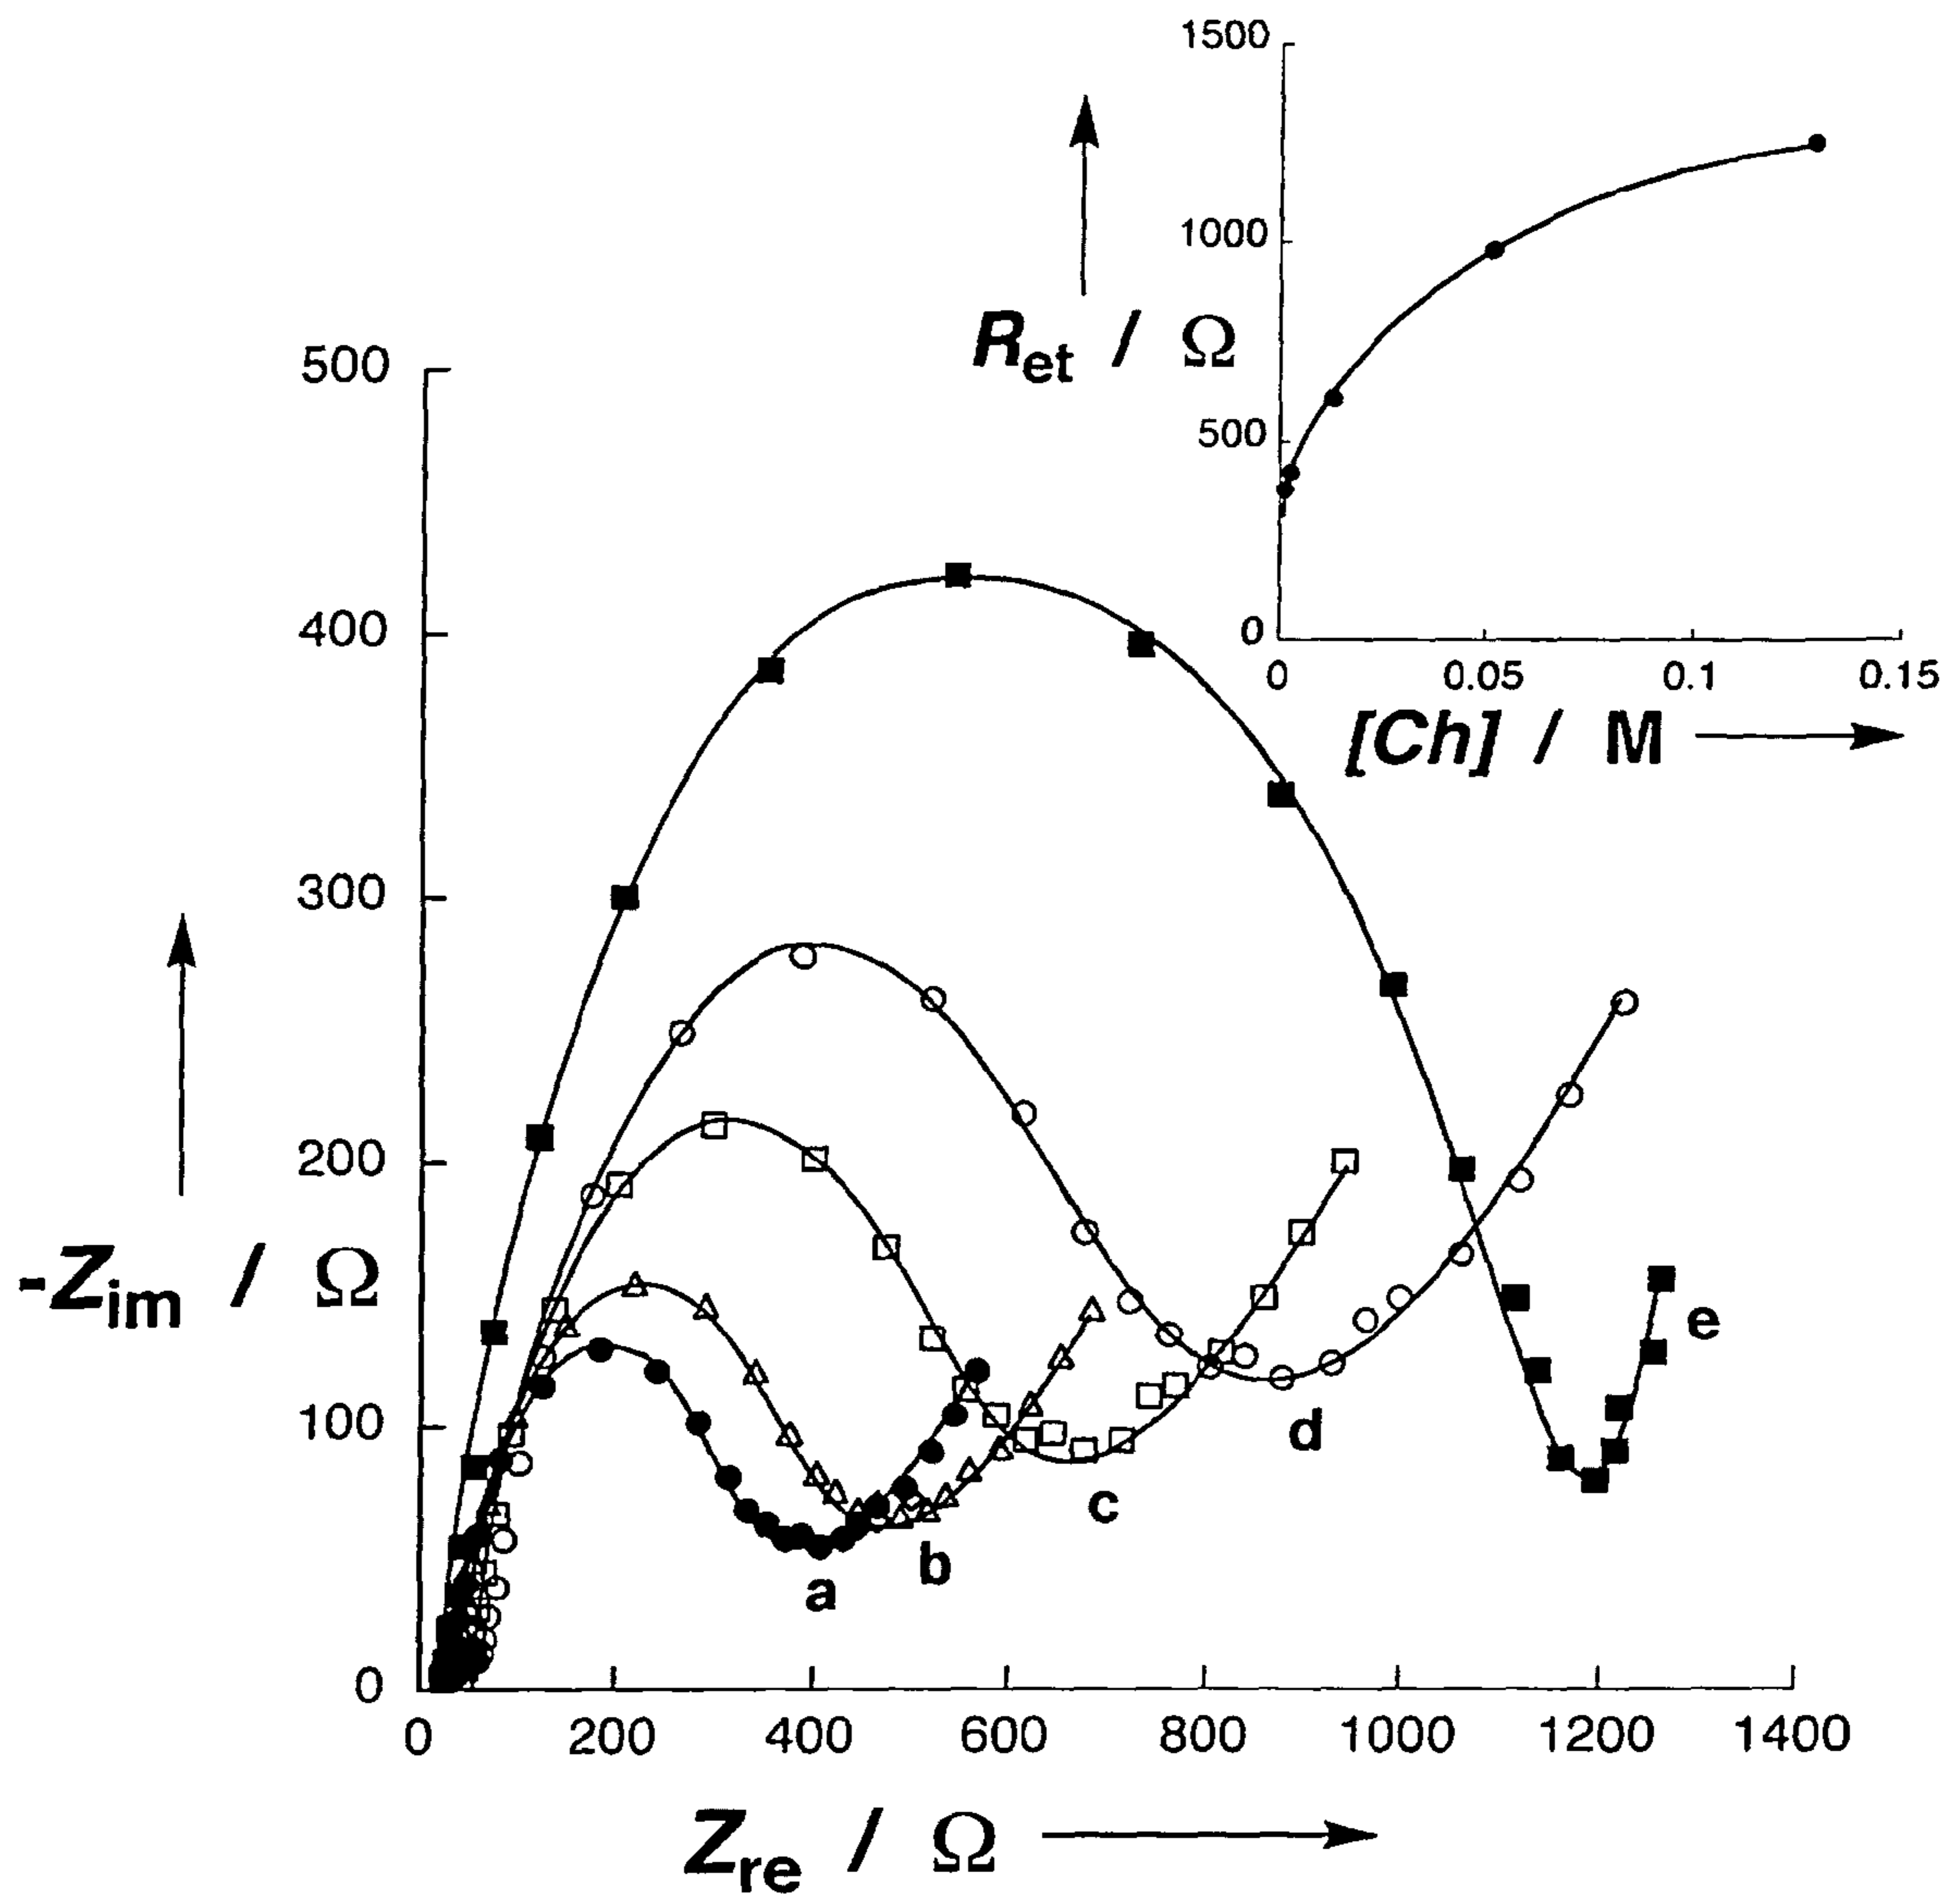 1500
1000
R_et / Ω
500
0
0 0.05 0.1 0.15
[Ch] / M
500
400
300
200
-Z_im / Ω
100
0
a
b
c
d
e
0 200 400 600 800 1000 1200 1400
Z_re / Ω